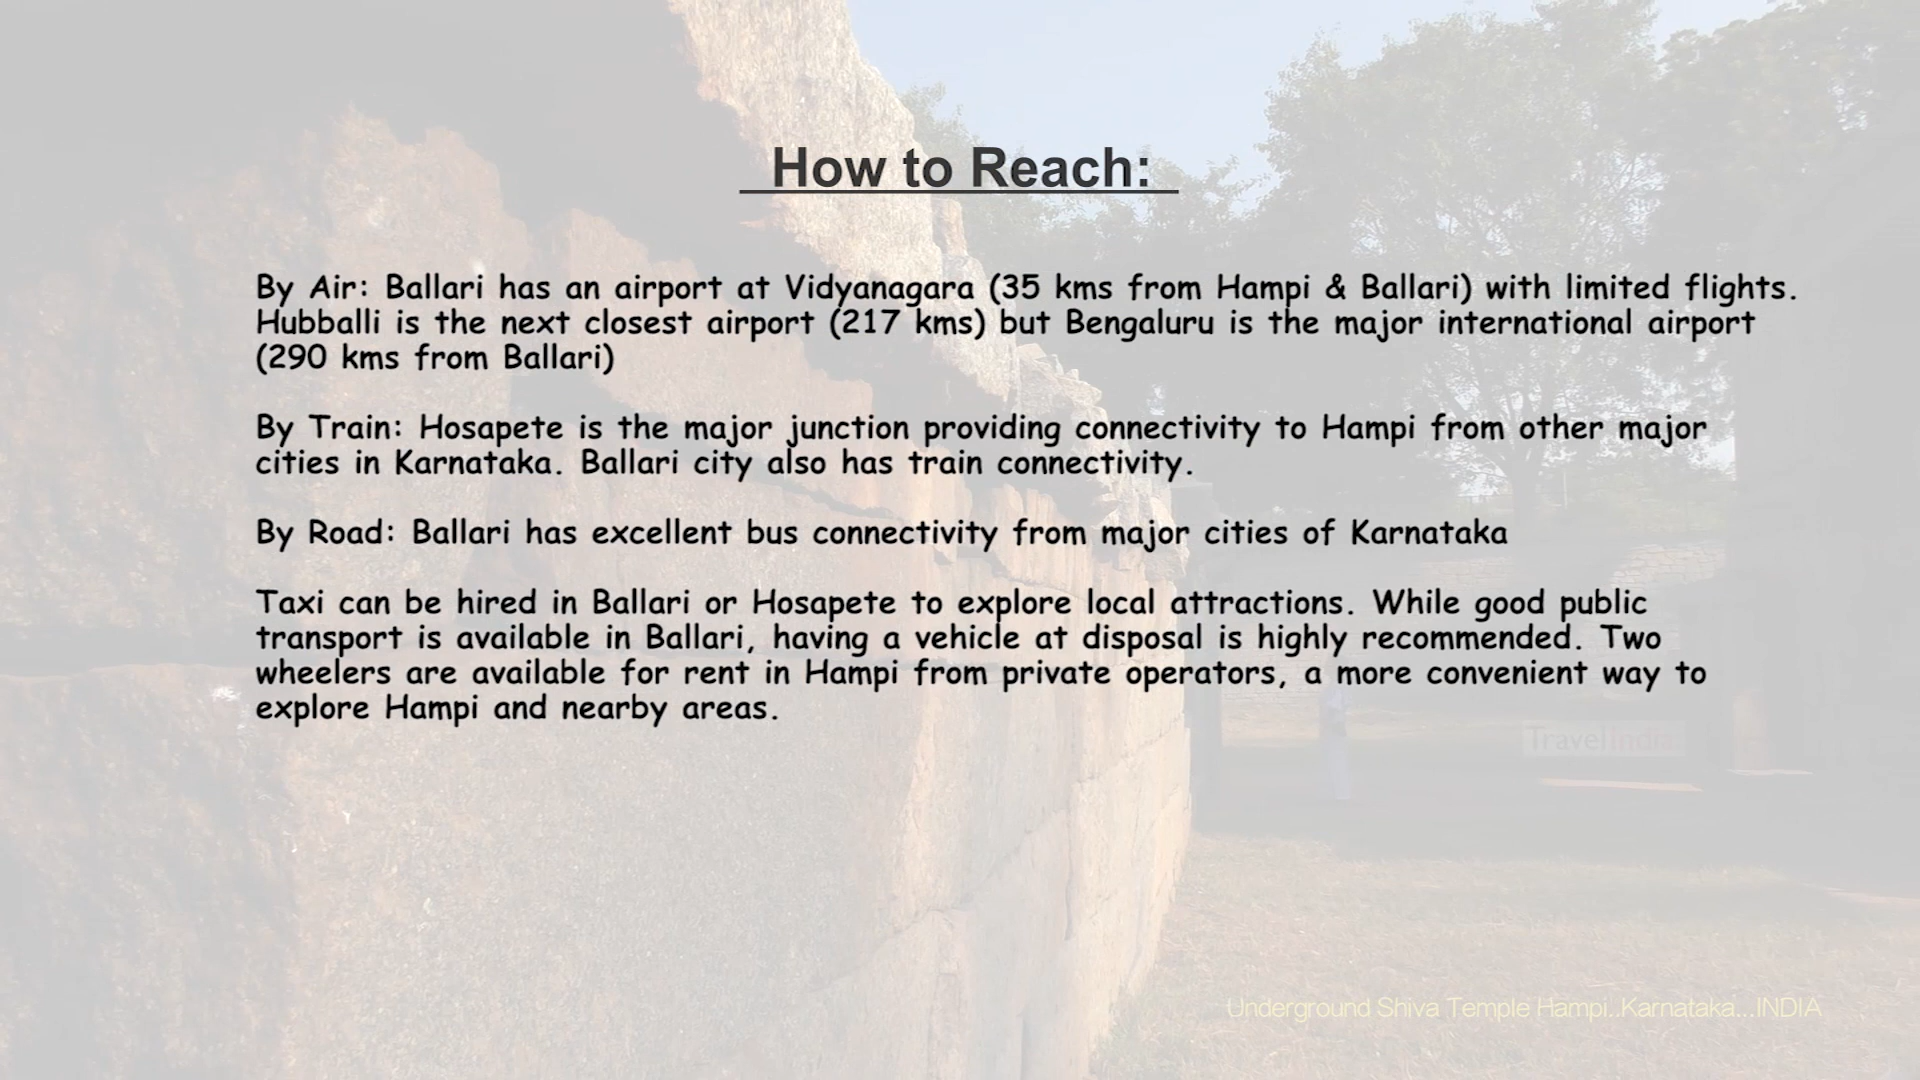 How to Reach:
By Air: Ballari has an airport at Vidyanagara (35 kms from Hampi & Ballari) with limited flights.
Hubballi is the next closest airport (217 kms) but Bengaluru is the major international airport
(290 kms from Ballari)
By Train: Hosapete is the major junction providing connectivity to Hampi from other major
cities in Karnataka. Ballari city also has train connectivity.
By Road: Ballari has excellent bus connectivity from major cities of Karnataka
Taxi can be hired in Ballari or Hosapete to explore local attractions. While good public
transport is available in Ballari, having a vehicle at disposal is highly recommended. Two
wheelers are available for rent in Hampi from private operators, a more convenient way to
explore Hampi and nearby areas.
TravelIndia
Underground Shiva Temple Hampi..Karnataka...INDIA